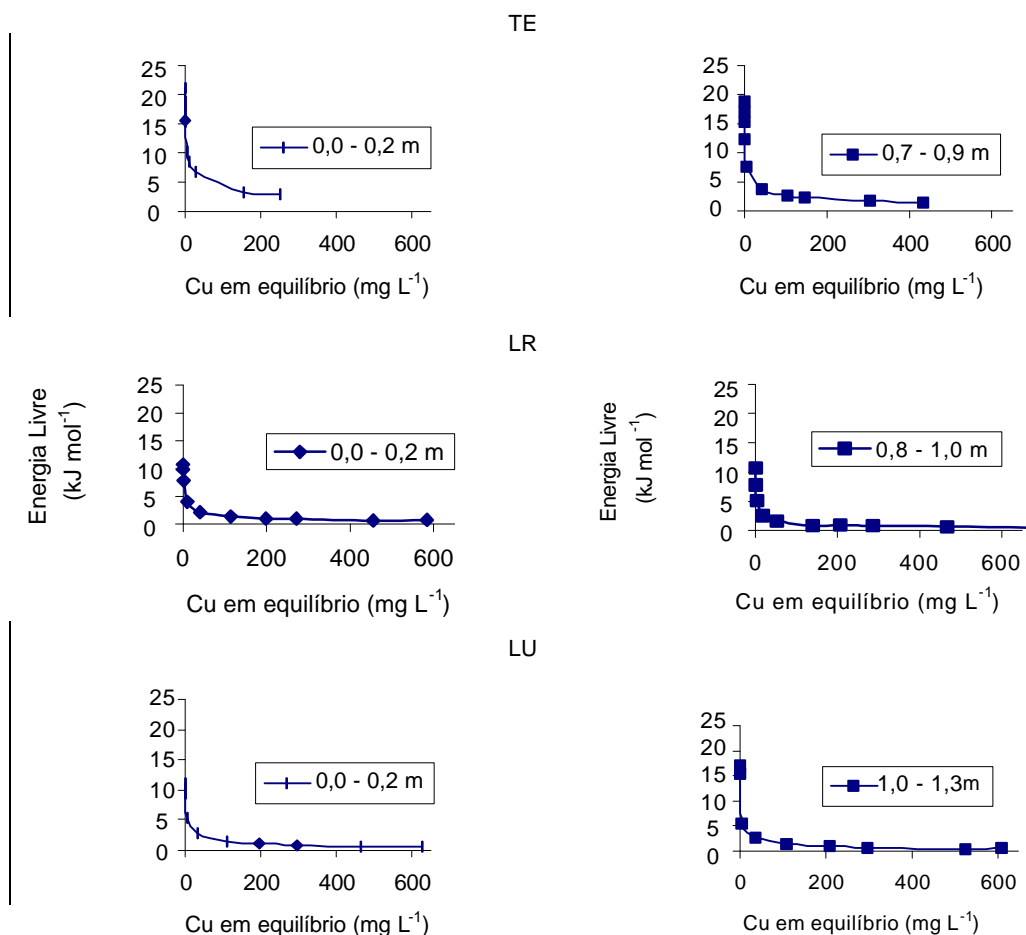 TE
25
20
15
10
5
0
0,0 - 0,2 m
0 200 400 600
Cu em equilíbrio (mg L⁻¹)
25
20
15
10
5
0
0,7 - 0,9 m
0 200 400 600
Cu em equilíbrio (mg L⁻¹)
LR
Energia Livre
(kJ mol⁻¹)
25
20
15
10
5
0
0,0 - 0,2 m
0 200 400 600
Cu em equilíbrio (mg L⁻¹)
Energia Livre
(kJ mol⁻¹)
25
20
15
10
5
0
0,8 - 1,0 m
0 200 400 600
Cu em equilíbrio (mg L⁻¹)
LU
25
20
15
10
5
0
0,0 - 0,2 m
0 200 400 600
Cu em equilíbrio (mg L⁻¹)
25
20
15
10
5
0
1,0 - 1,3m
0 200 400 600
Cu em equilíbrio (mg L⁻¹)